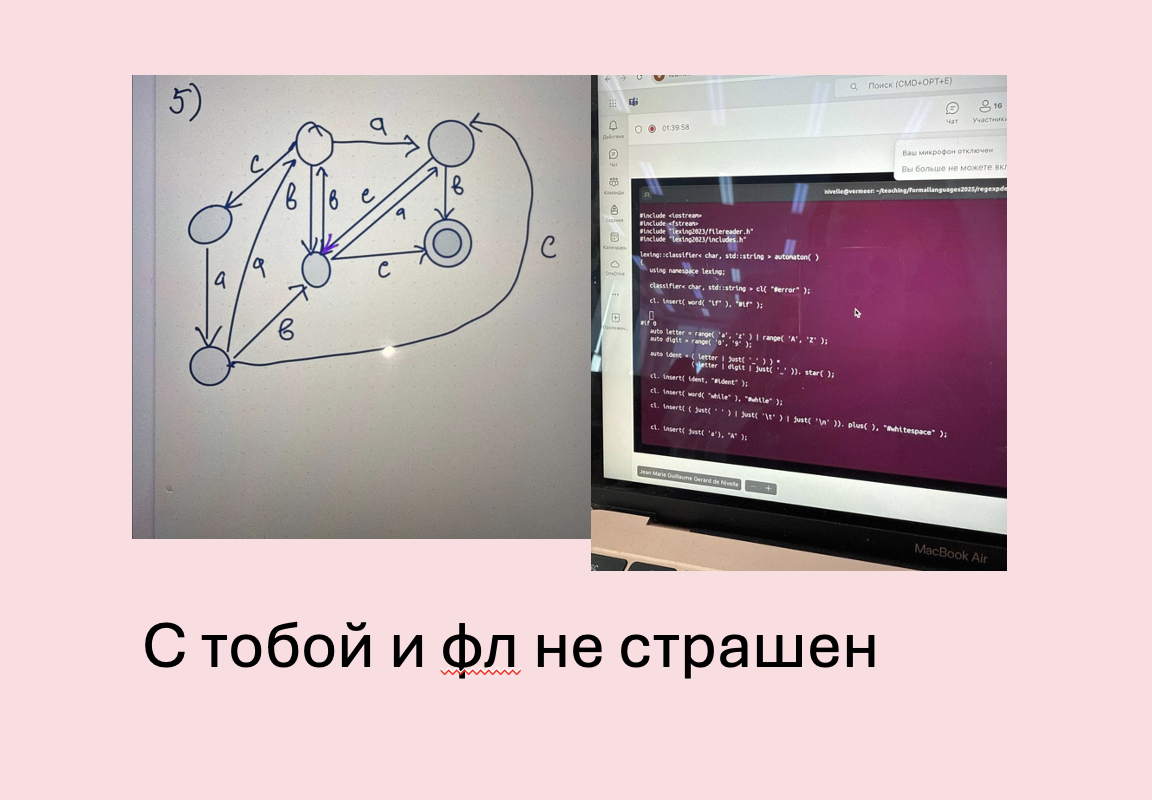 5)
a
c
в
в
c
a
в
a
a
c
c
в
Поиск (CMD+OPT+E)
16
Чат
Участники
01:39:58
Ваш микрофон отключен
Вы больше не можете вкл
Чат
Команды
Календарь
OneDrive
nivelle@vermeer: ~/teaching/formallanguages2025/regexpde
#include <iostream>
#include <fstream>
#include "lexing2023/filereader.h"
#include "lexing2023/includes.h"
lexing::classifier< char, std::string > automaton( )
{
using namespace lexing;
classifier< char, std::string > cl( "#error" );
cl. insert( word( "if" ), "#if" );
#if 0
auto letter = range( 'a', 'z' ) | range( 'A', 'Z' );
auto digit = range( '0', '9' );
auto ident = ( letter | just( '_' ) ) *
( letter | digit | just( '_' )). star( );
cl. insert( ident, "#ident" );
cl. insert( word( "while" ), "#while" );
cl. insert( ( just( ' ' ) | just( '\t' ) | just( '\n' )). plus( ), "#whitespace" );
cl. insert( just( 'a'), "A" );
Jean Marie Guillaume Gerard de Nivelle
MacBook Air
С тобой и фл не страшен